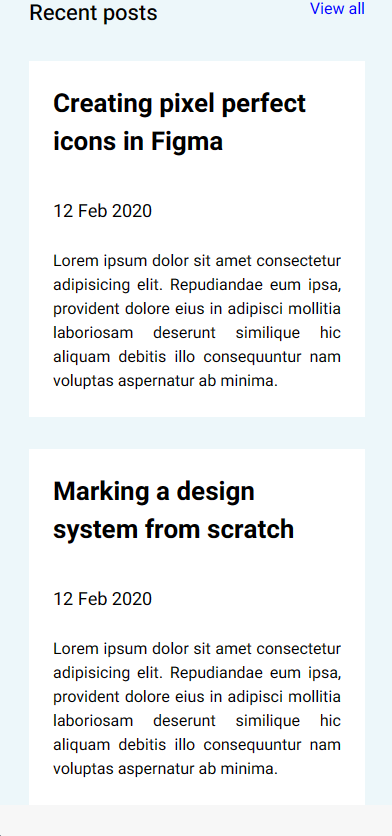 Recent posts
View all
Creating pixel perfect
icons in Figma
12 Feb 2020
Lorem ipsum dolor sit amet consectetur
adipisicing elit. Repudiandae eum ipsa,
provident dolore eius in adipisci mollitia
laboriosam deserunt similique hic
aliquam debitis illo consequuntur nam
voluptas aspernatur ab minima.
Marking a design
system from scratch
12 Feb 2020
Lorem ipsum dolor sit amet consectetur
adipisicing elit. Repudiandae eum ipsa,
provident dolore eius in adipisci mollitia
laboriosam deserunt similique hic
aliquam debitis illo consequuntur nam
voluptas aspernatur ab minima.